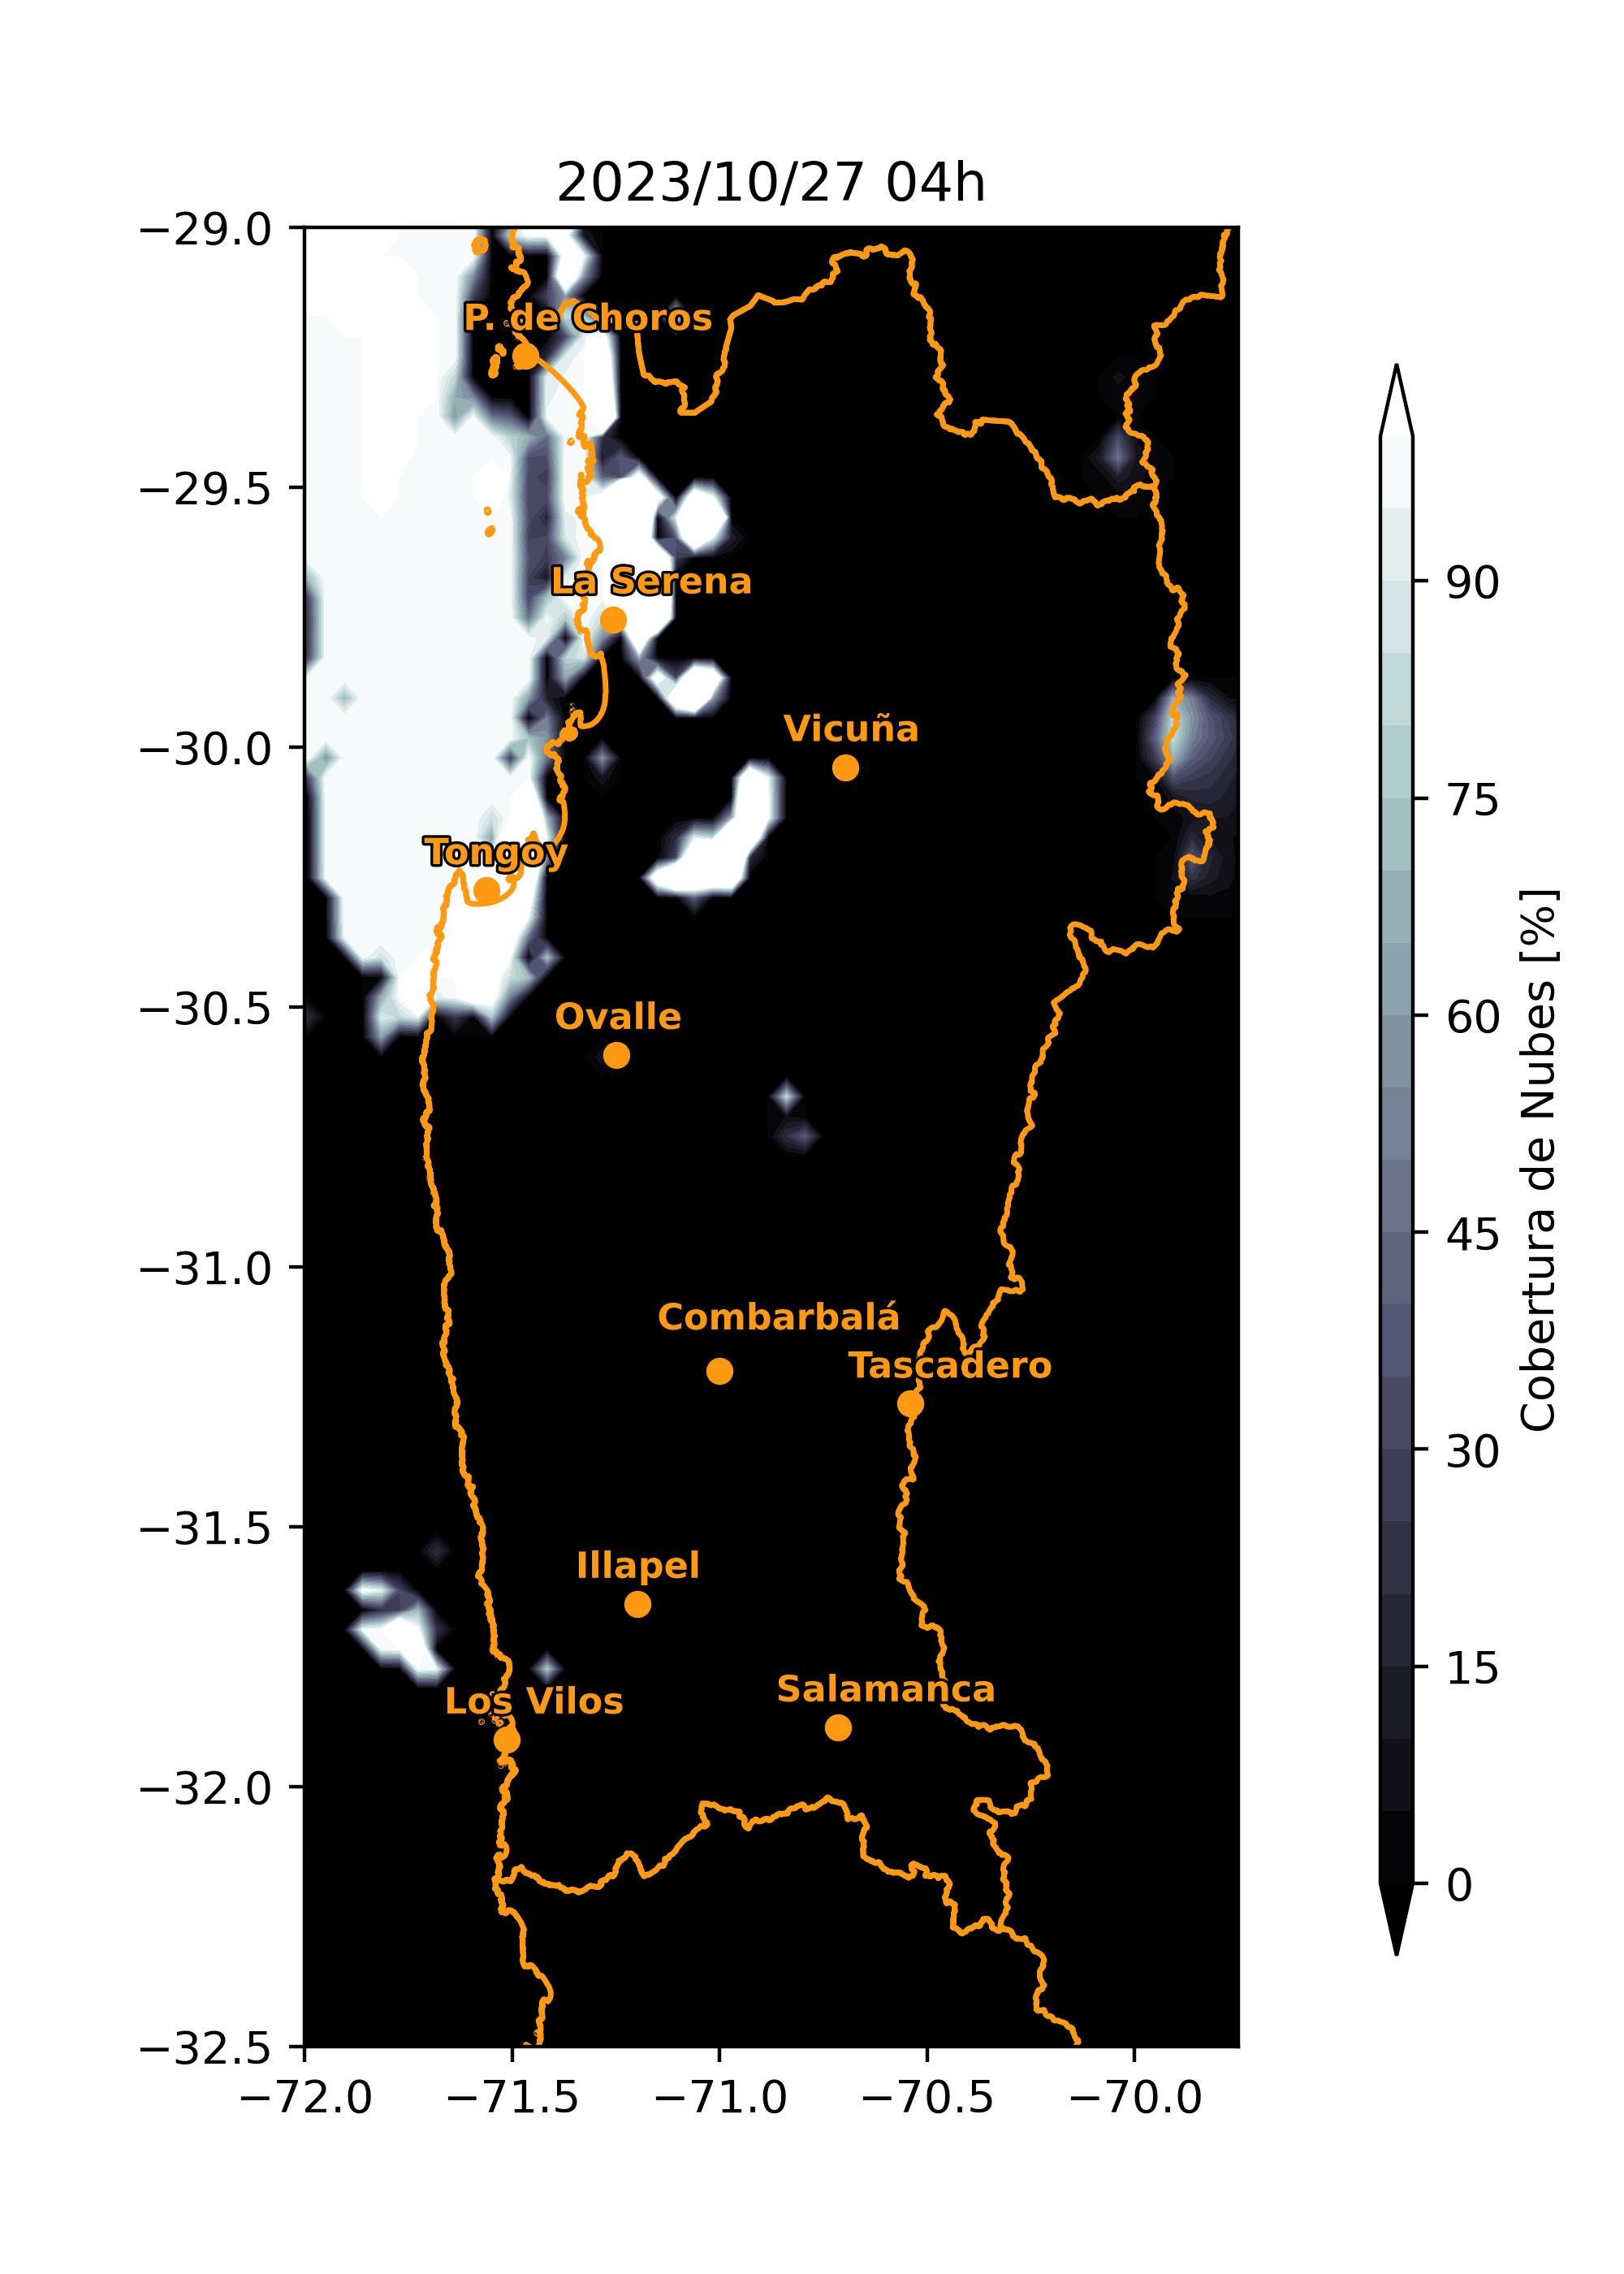 2023/10/27 04h
−29.0
P. de Choros
−29.5
La Serena
90
Vicuña
−30.0
75
Tongoy
−30.5
Ovalle
60
Cobertura de Nubes [%]
45
−31.0
Combarbalá
Tascadero
30
−31.5
Illapel
15
Salamanca
Los Vilos
−32.0
0
−32.5
−72.0 −71.5 −71.0 −70.5 −70.0